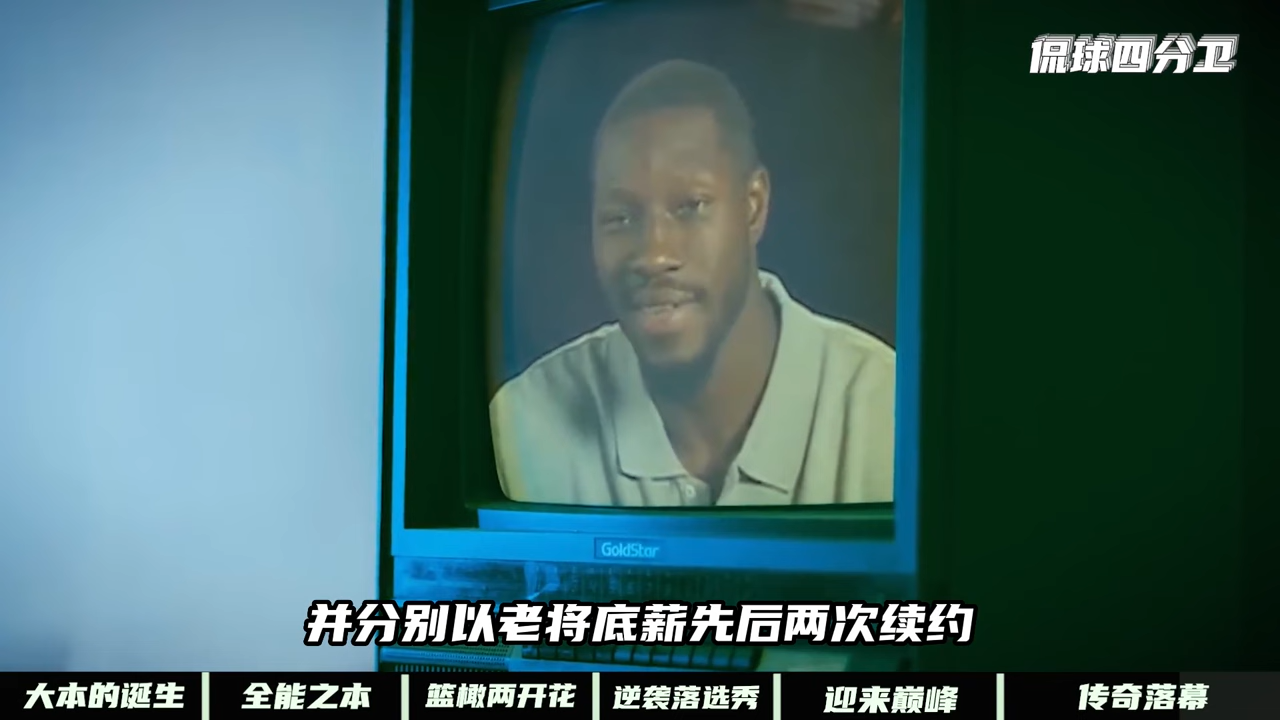 侃球四分卫
GoldStar
并分别以老将底薪先后两次续约
大本的诞生
全能之本
篮橄两开花
逆袭落选秀
迎来巅峰
传奇落幕